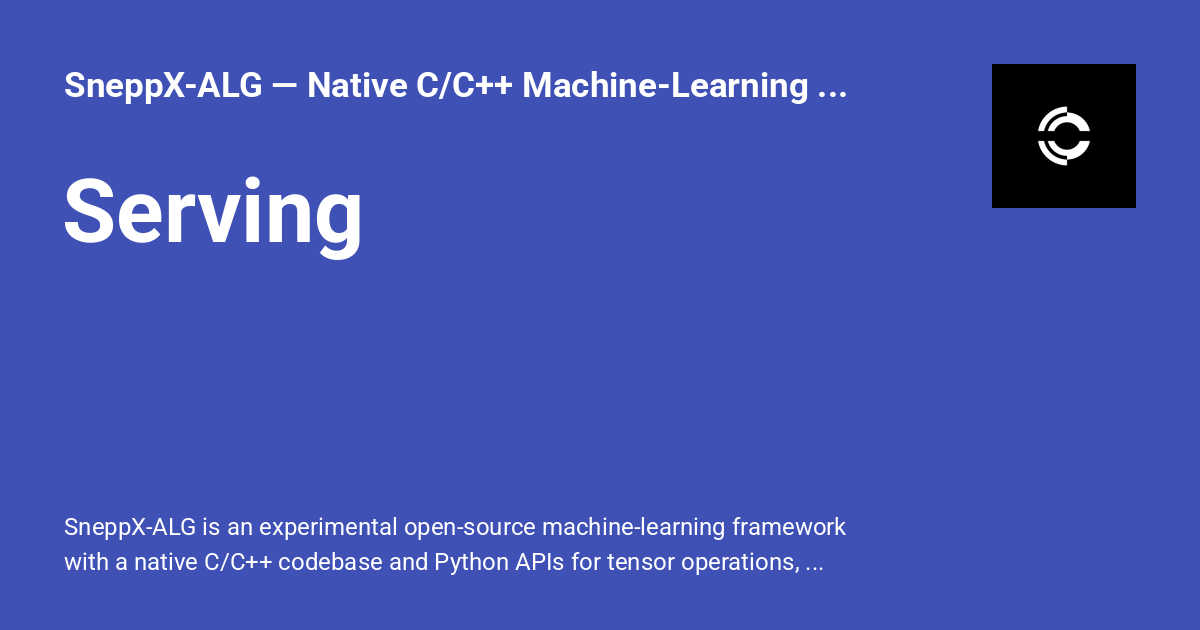 SneppX-ALG — Native C/C++ Machine-Learning ...
Serving
SneppX-ALG is an experimental open-source machine-learning framework
with a native C/C++ codebase and Python APIs for tensor operations, ...